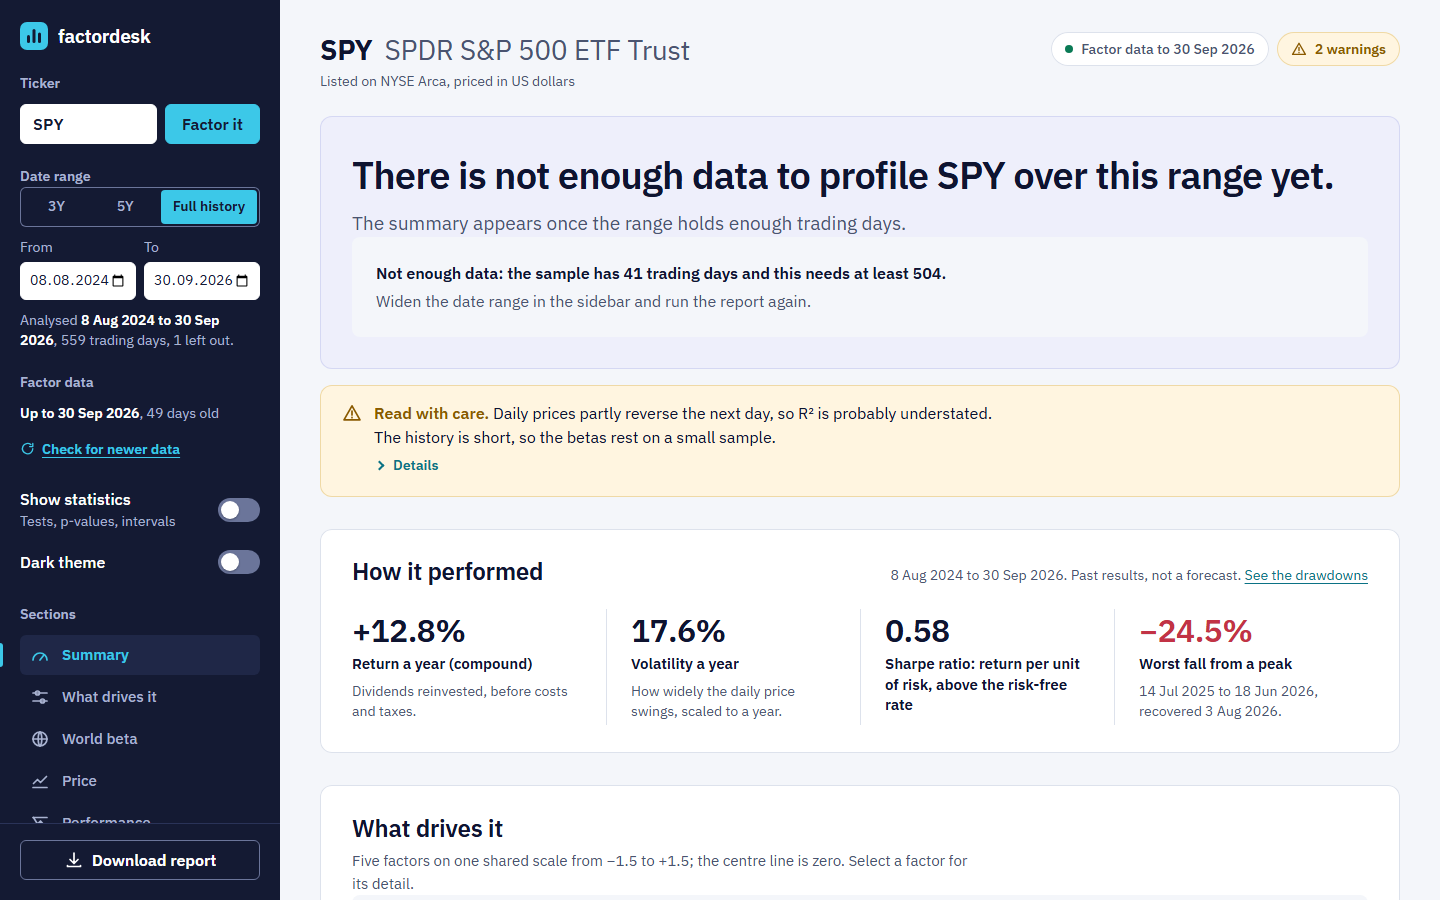 factordesk
Ticker
SPY
Factor it
Date range
3Y
5Y
Full history
From
To
08.08.2024
30.09.2026
Analysed 8 Aug 2024 to 30 Sep
2026, 559 trading days, 1 left out.
Factor data
Up to 30 Sep 2026, 49 days old
Check for newer data
Show statistics
Tests, p-values, intervals
Dark theme
Sections
Summary
What drives it
World beta
Price
Performance
Download report
SPY SPDR S&P 500 ETF Trust
Listed on NYSE Arca, priced in US dollars
Factor data to 30 Sep 2026
2 warnings
There is not enough data to profile SPY over this range yet.
The summary appears once the range holds enough trading days.
Not enough data: the sample has 41 trading days and this needs at least 504.
Widen the date range in the sidebar and run the report again.
Read with care. Daily prices partly reverse the next day, so R² is probably understated.
The history is short, so the betas rest on a small sample.
Details
How it performed
8 Aug 2024 to 30 Sep 2026. Past results, not a forecast. See the drawdowns
+12.8%
Return a year (compound)
Dividends reinvested, before costs
and taxes.
17.6%
Volatility a year
How widely the daily price
swings, scaled to a year.
0.58
Sharpe ratio: return per unit
of risk, above the risk-free
rate
−24.5%
Worst fall from a peak
14 Jul 2025 to 18 Jun 2026,
recovered 3 Aug 2026.
What drives it
Five factors on one shared scale from −1.5 to +1.5; the centre line is zero. Select a factor for
its detail.